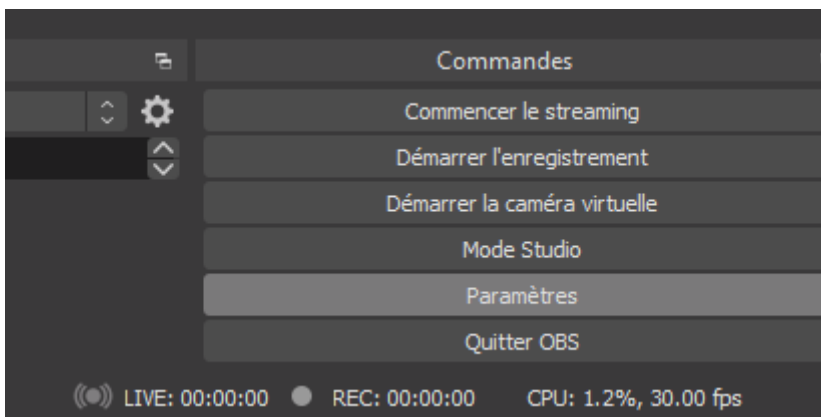 Commandes
Commencer le streaming
Démarrer l'enregistrement
Démarrer la caméra virtuelle
Mode Studio
Paramètres
Quitter OBS
LIVE: 00:00:00 REC: 00:00:00 CPU: 1.2%, 30.00 fps